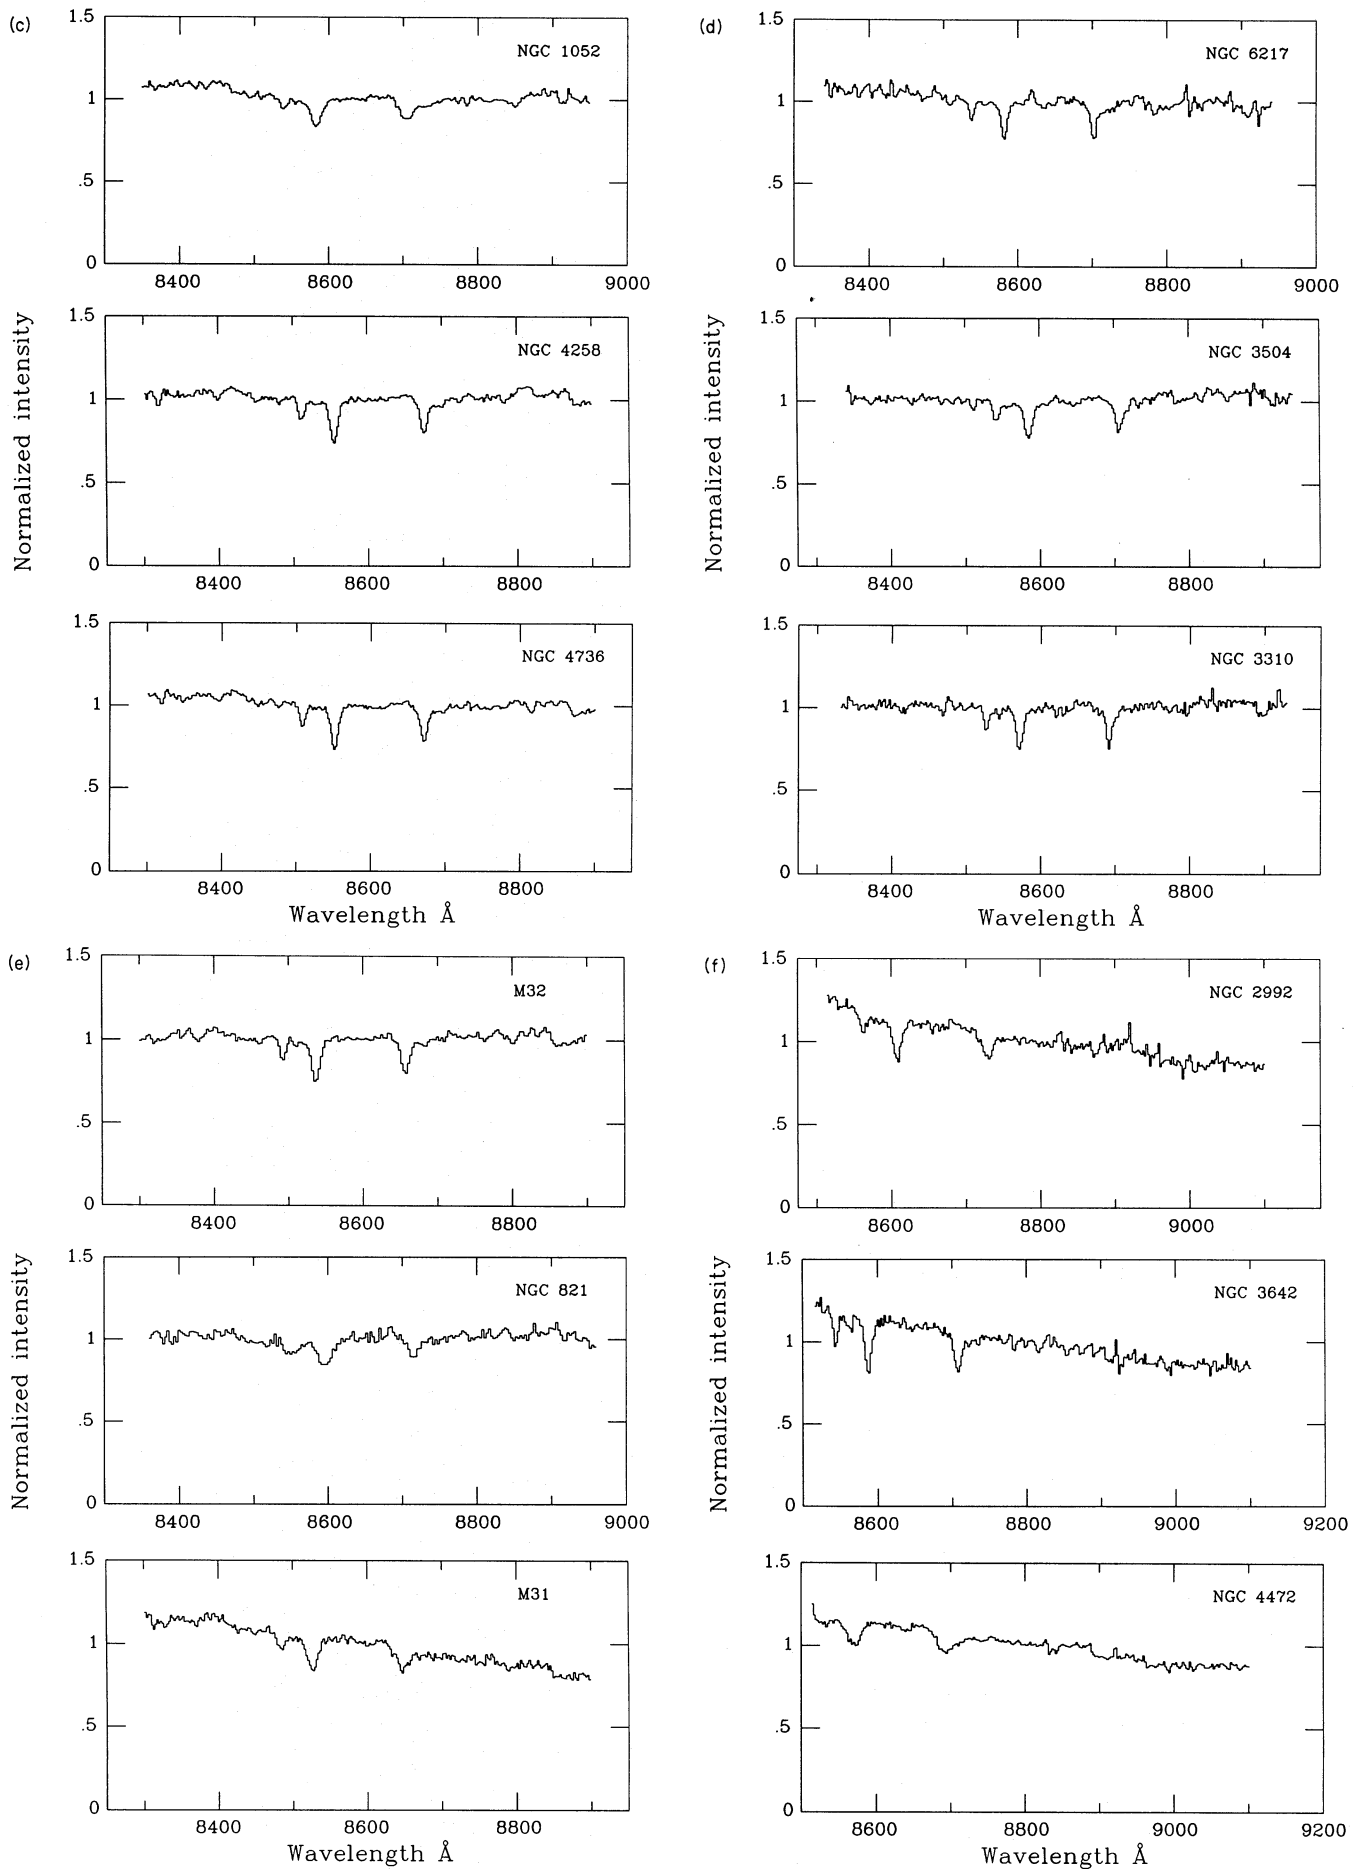 (c)
1.5
NGC 1052
1
.5
0
8400 8600 8800 9000
1.5
NGC 4258
1
.5
0
8400 8600 8800
Normalized intensity
1.5
NGC 4736
1
.5
0
8400 8600 8800
Wavelength Å
(d)
1.5
NGC 6217
1
.5
0
8400 8600 8800 9000
1.5
NGC 3504
1
.5
0
8400 8600 8800
Normalized intensity
1.5
NGC 3310
1
.5
0
8400 8600 8800
Wavelength Å
(e)
1.5
M32
1
.5
0
8400 8600 8800
1.5
NGC 821
1
.5
0
8400 8600 8800 9000
Normalized intensity
1.5
M31
1
.5
0
8400 8600 8800
Wavelength Å
(f)
1.5
NGC 2992
1
.5
0
8600 8800 9000
1.5
NGC 3642
1
.5
0
8600 8800 9000 9200
Normalized intensity
1.5
NGC 4472
1
.5
0
8600 8800 9000 9200
Wavelength Å